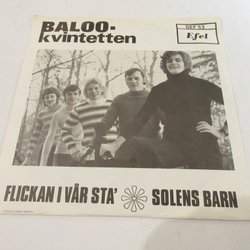 BALOO-
kvintetten
SEF 53
Efel
FLICKAN I VÅR STA' SOLENS BARN